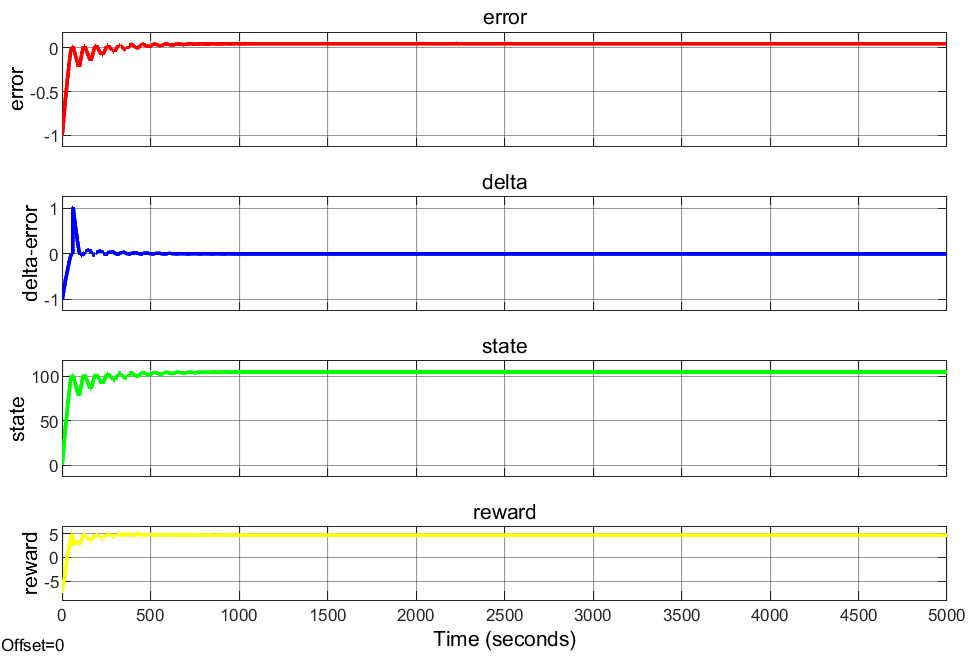 error
error
0
-0.5
-1
delta
delta-error
1
0
-1
state
state
100
50
0
reward
reward
5
0
-5
0 500 1000 1500 2000 2500 3000 3500 4000 4500 5000
Time (seconds)
Offset=0